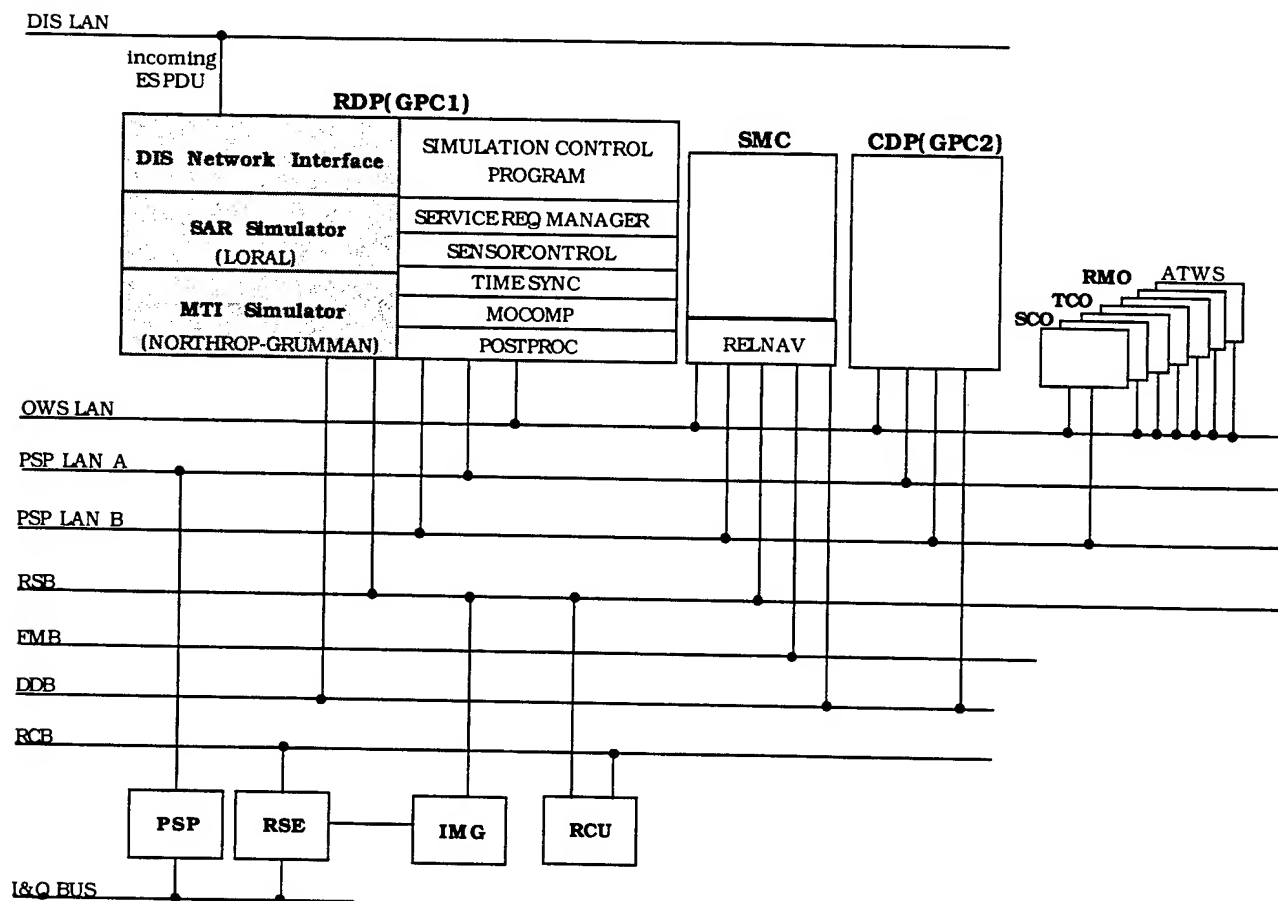 DIS LAN
incoming
ESPDU
RDP(GPC1)
DIS Network Interface
SIMULATION CONTROL
PROGRAM
SAR Simulator
(LORAL)
SERVICE REQ MANAGER
SENSORCONTROL
MTI Simulator
(NORTHROP-GRUMMAN)
TIME SYNC
MOCOMP
POSTPROC
SMC
RELNAV
CDP(GPC2)
SCO
TCO
RMO
ATWS
OWS LAN
PSP LAN A
PSP LAN B
RSB
FMB
DDB
RCB
PSP
RSE
IMG
RCU
I&Q BUS